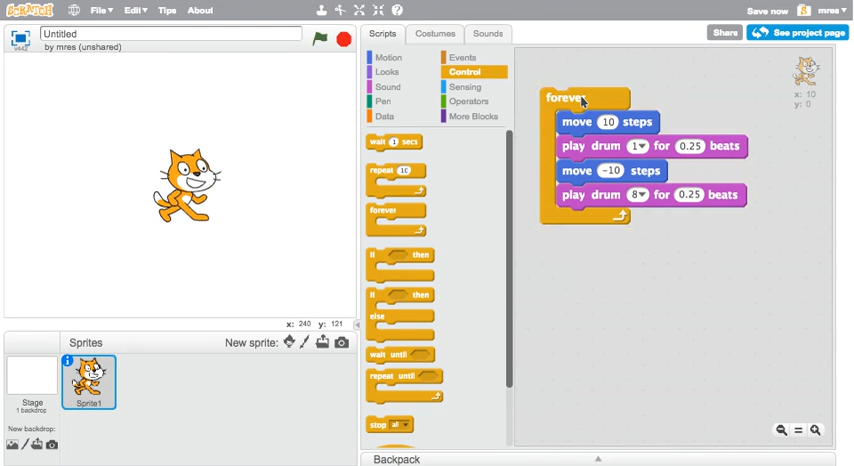 SCRATCH File▾ Edit▾ Tips About Save now mres▾
v442 Untitled
by mres (unshared)
Scripts Costumes Sounds Share See project page
Motion Events
Looks Control
Sound Sensing
Pen Operators
Data More Blocks
wait 1 secs
repeat 10
forever
if then
if then
else
wait until
repeat until
stop all
forever
move 10 steps
play drum 1▾ for 0.25 beats
move -10 steps
play drum 8▾ for 0.25 beats
x: 10
y: 0
x: 240 y: 121
Sprites New sprite:
Stage
1 backdrop
New backdrop:
Sprite1
Backpack